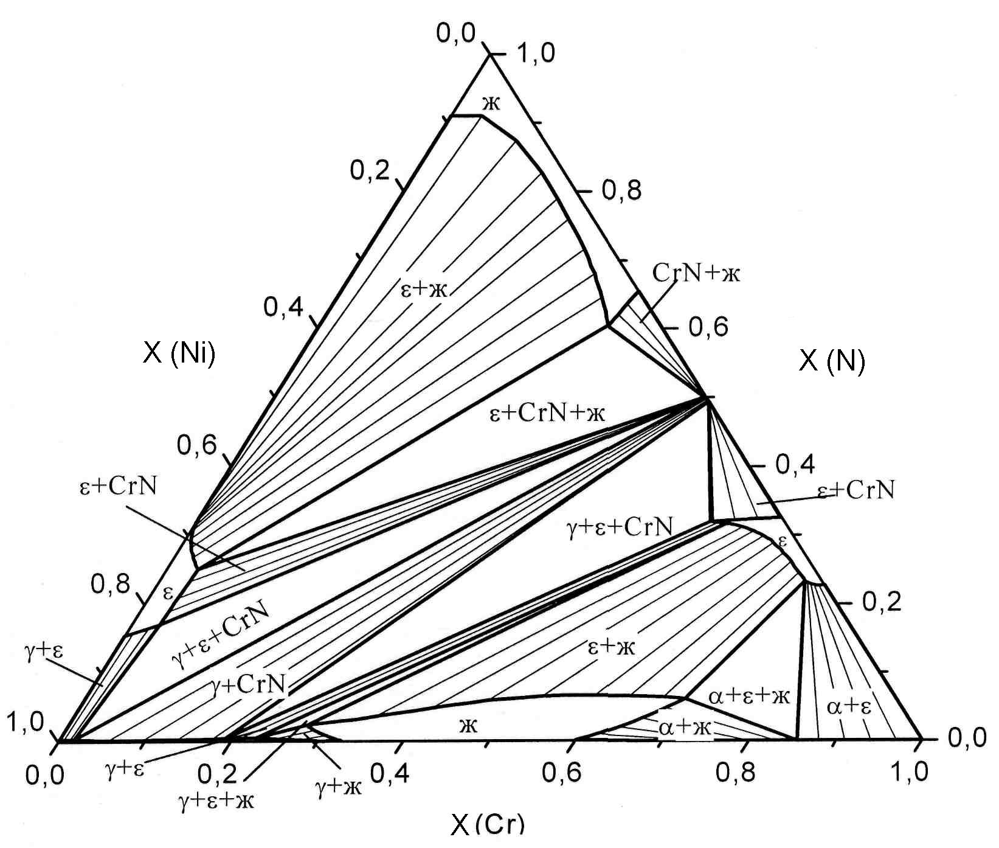 0,0
1,0
ж
0,2
0,8
CrN+ж
ε+ж
0,4
0,6
X (Ni)
X (N)
ε+CrN+ж
0,6
0,4
ε+CrN
ε+CrN
γ+ε+CrN
ε
0,8
ε
0,2
γ+ε+CrN
γ+ε
ε+ж
γ+CrN
α+ε+ж
α+ε
1,0
ж
α+ж
0,0
γ+ε
0,0
0,2
0,4
0,6
0,8
1,0
γ+ж
γ+ε+ж
X (Cr)